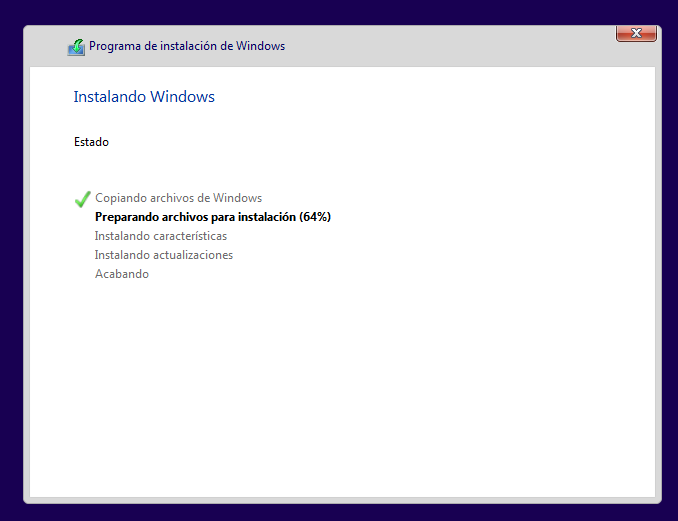 Programa de instalación de Windows
Instalando Windows
Estado
Copiando archivos de Windows
Preparando archivos para instalación (64%)
Instalando características
Instalando actualizaciones
Acabando